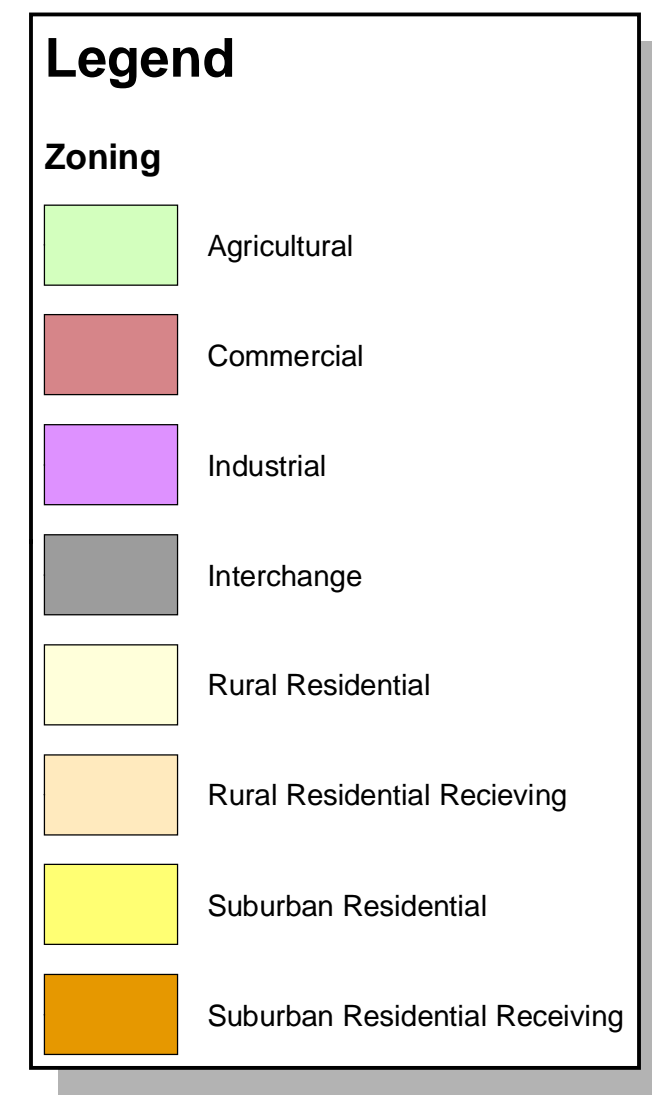 Legend
Zoning
Agricultural
Commercial
Industrial
Interchange
Rural Residential
Rural Residential Recieving
Suburban Residential
Suburban Residential Receiving